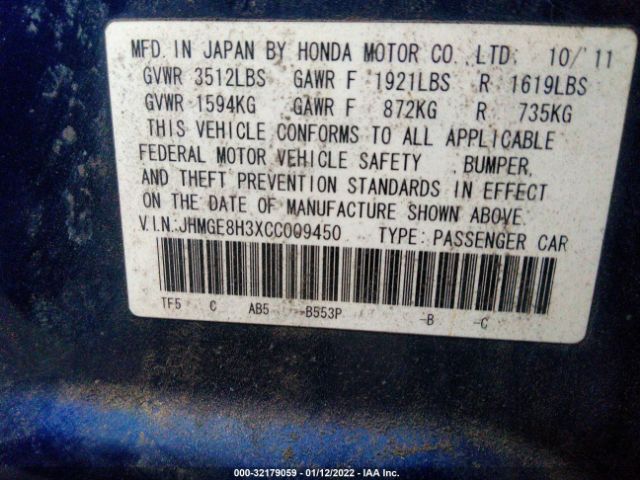 MFD. IN JAPAN BY HONDA MOTOR CO., LTD. 10/'11
GVWR 3512LBS GAWR F 1921LBS R 1619LBS
GVWR 1594KG GAWR F 872KG R 735KG
THIS VEHICLE CONFORMS TO ALL APPLICABLE
FEDERAL MOTOR VEHICLE SAFETY , BUMPER,
AND THEFT PREVENTION STANDARDS IN EFFECT
ON THE DATE OF MANUFACTURE SHOWN ABOVE.
V.I.N:JHMGE8H3XCC009450 TYPE:PASSENGER CAR
TF5 C AB5 -B553P -B -C
000-32179059 - 01/12/2022 - IAA Inc.